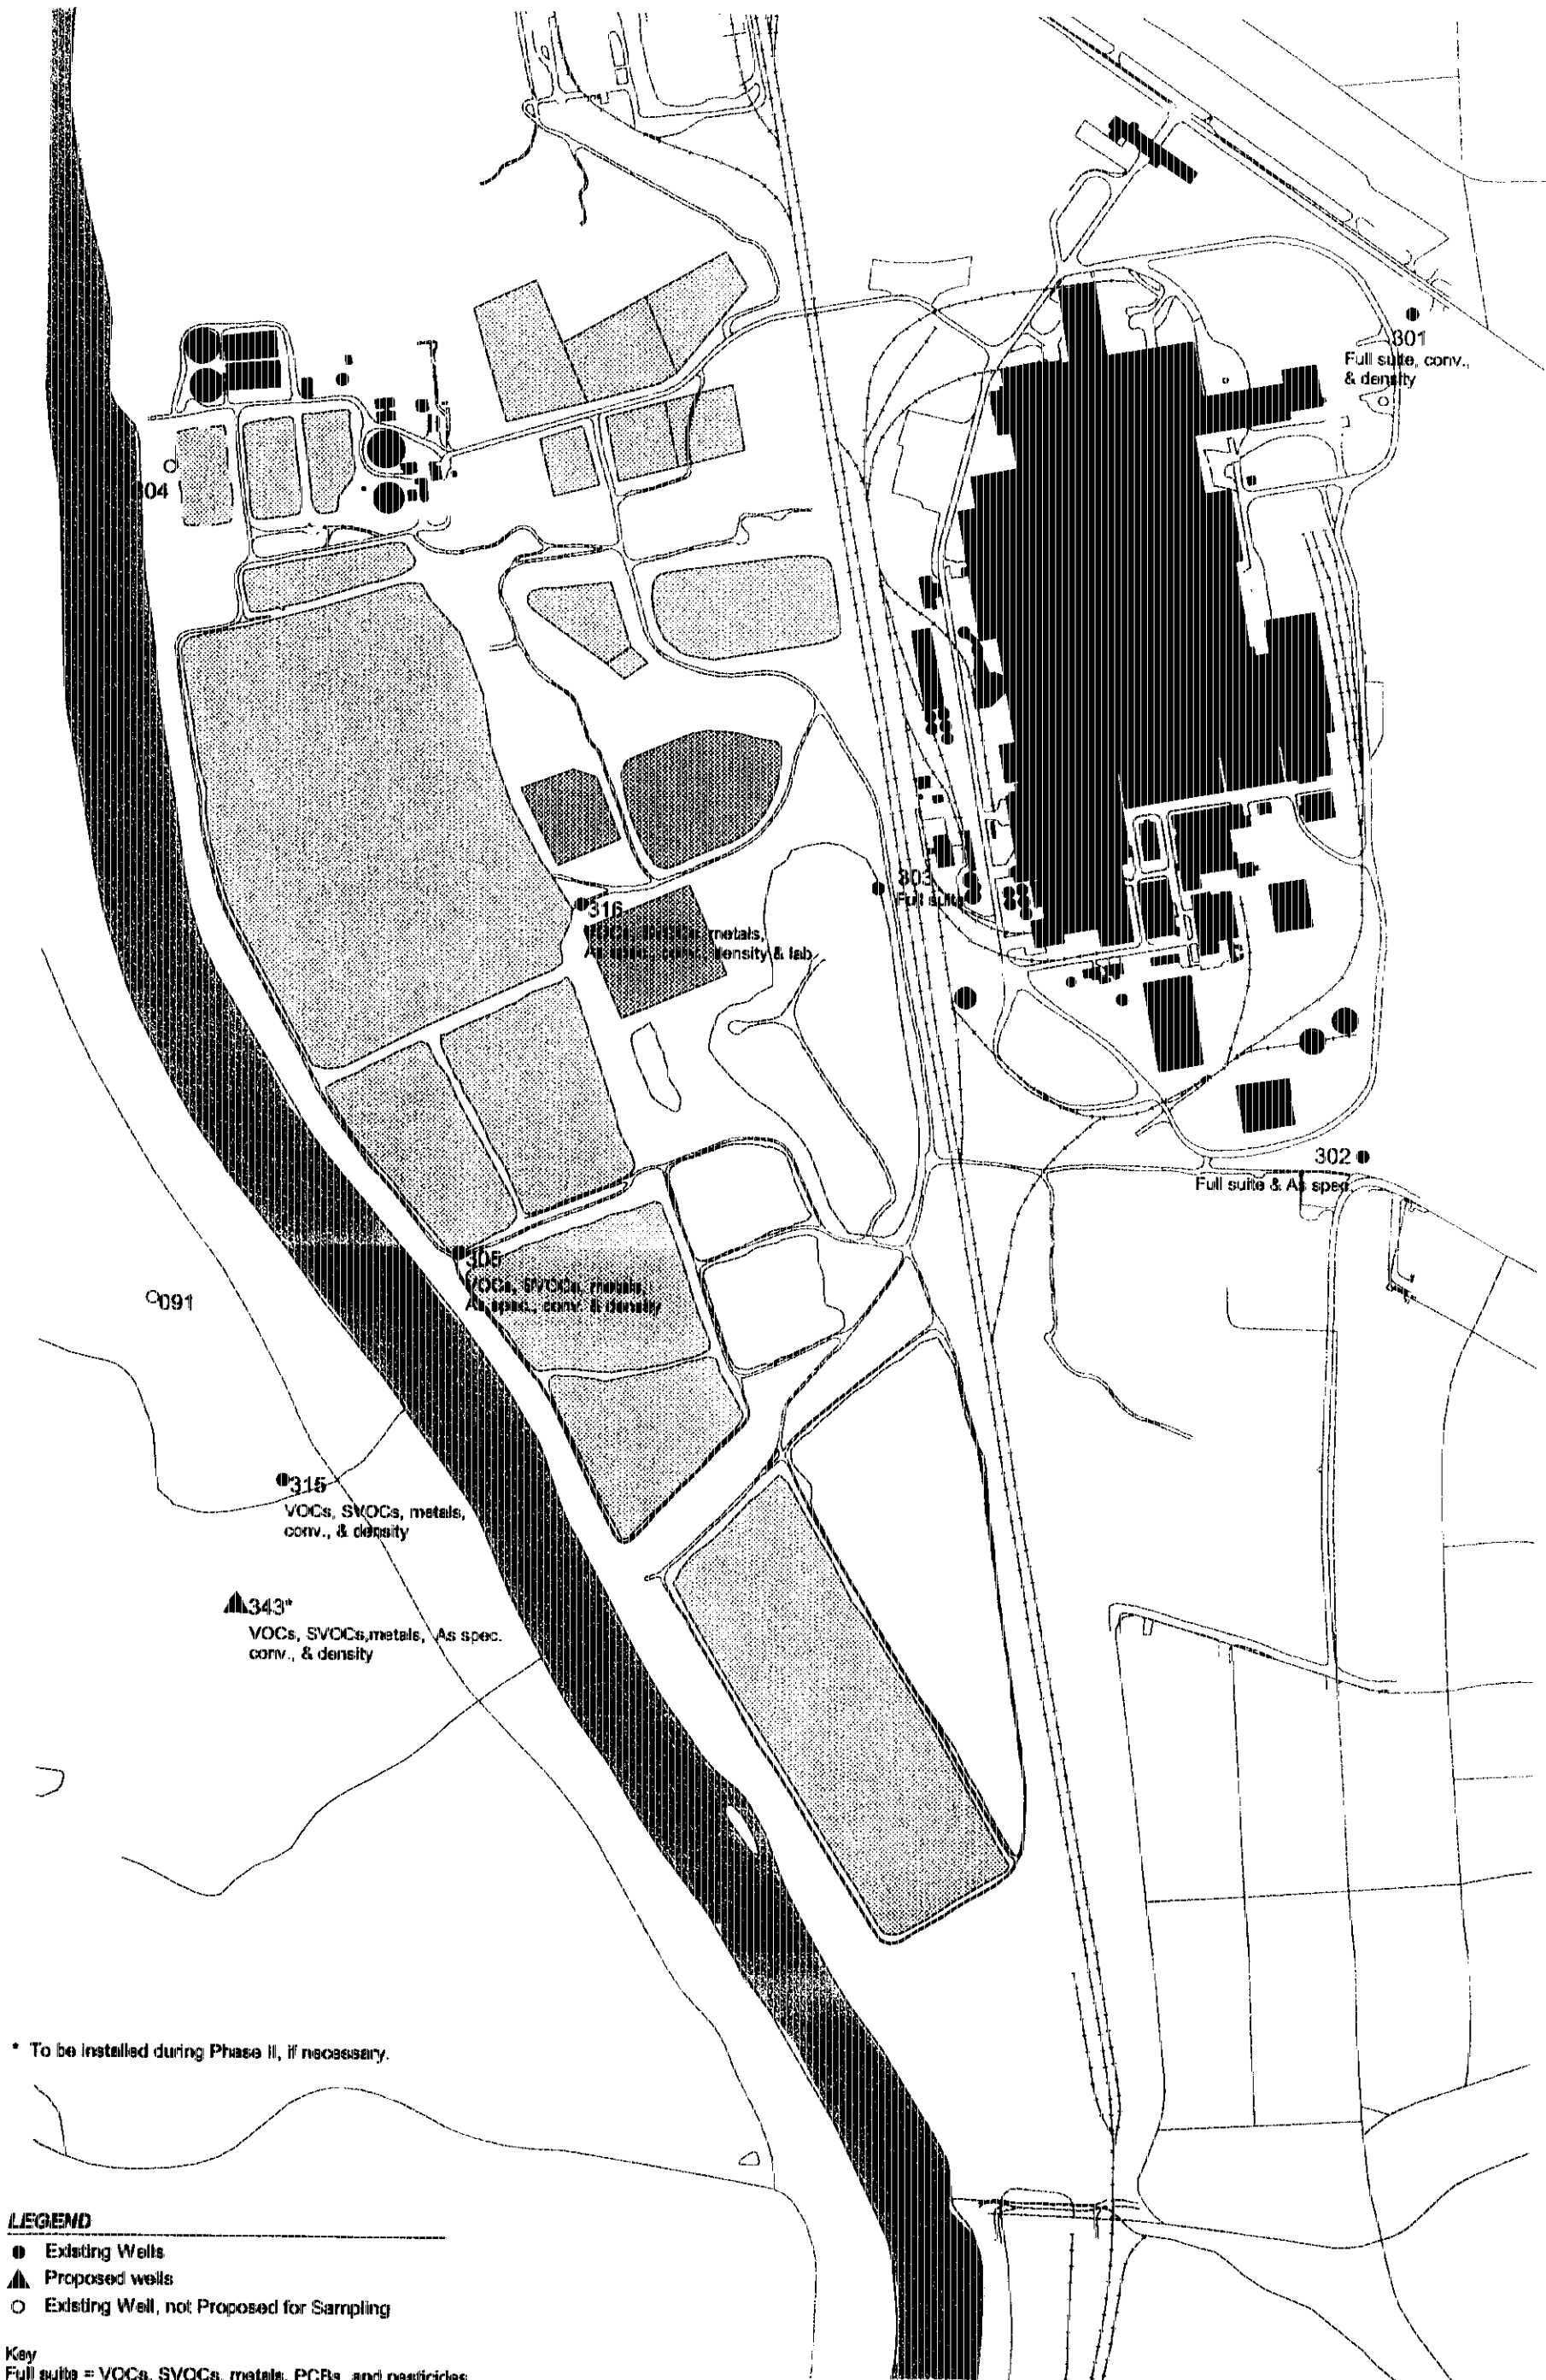 301
Full suite, conv.,
& density
04
303
Full suite
316
metals,
density & lab
302
Full suite & As spec.
305
VOCs, SVOCs, metals,
As spec., conv. & density
091
315
VOCs, SVOCs, metals,
conv., & density
343*
VOCs, SVOCs,metals, As spec.
conv., & density
* To be installed during Phase II, if necessary.
LEGEND
Existing Wells
Proposed wells
Existing Well, not Proposed for Sampling
Key
Full suite = VOCs, SVOCs, metals, PCBs, and pesticides